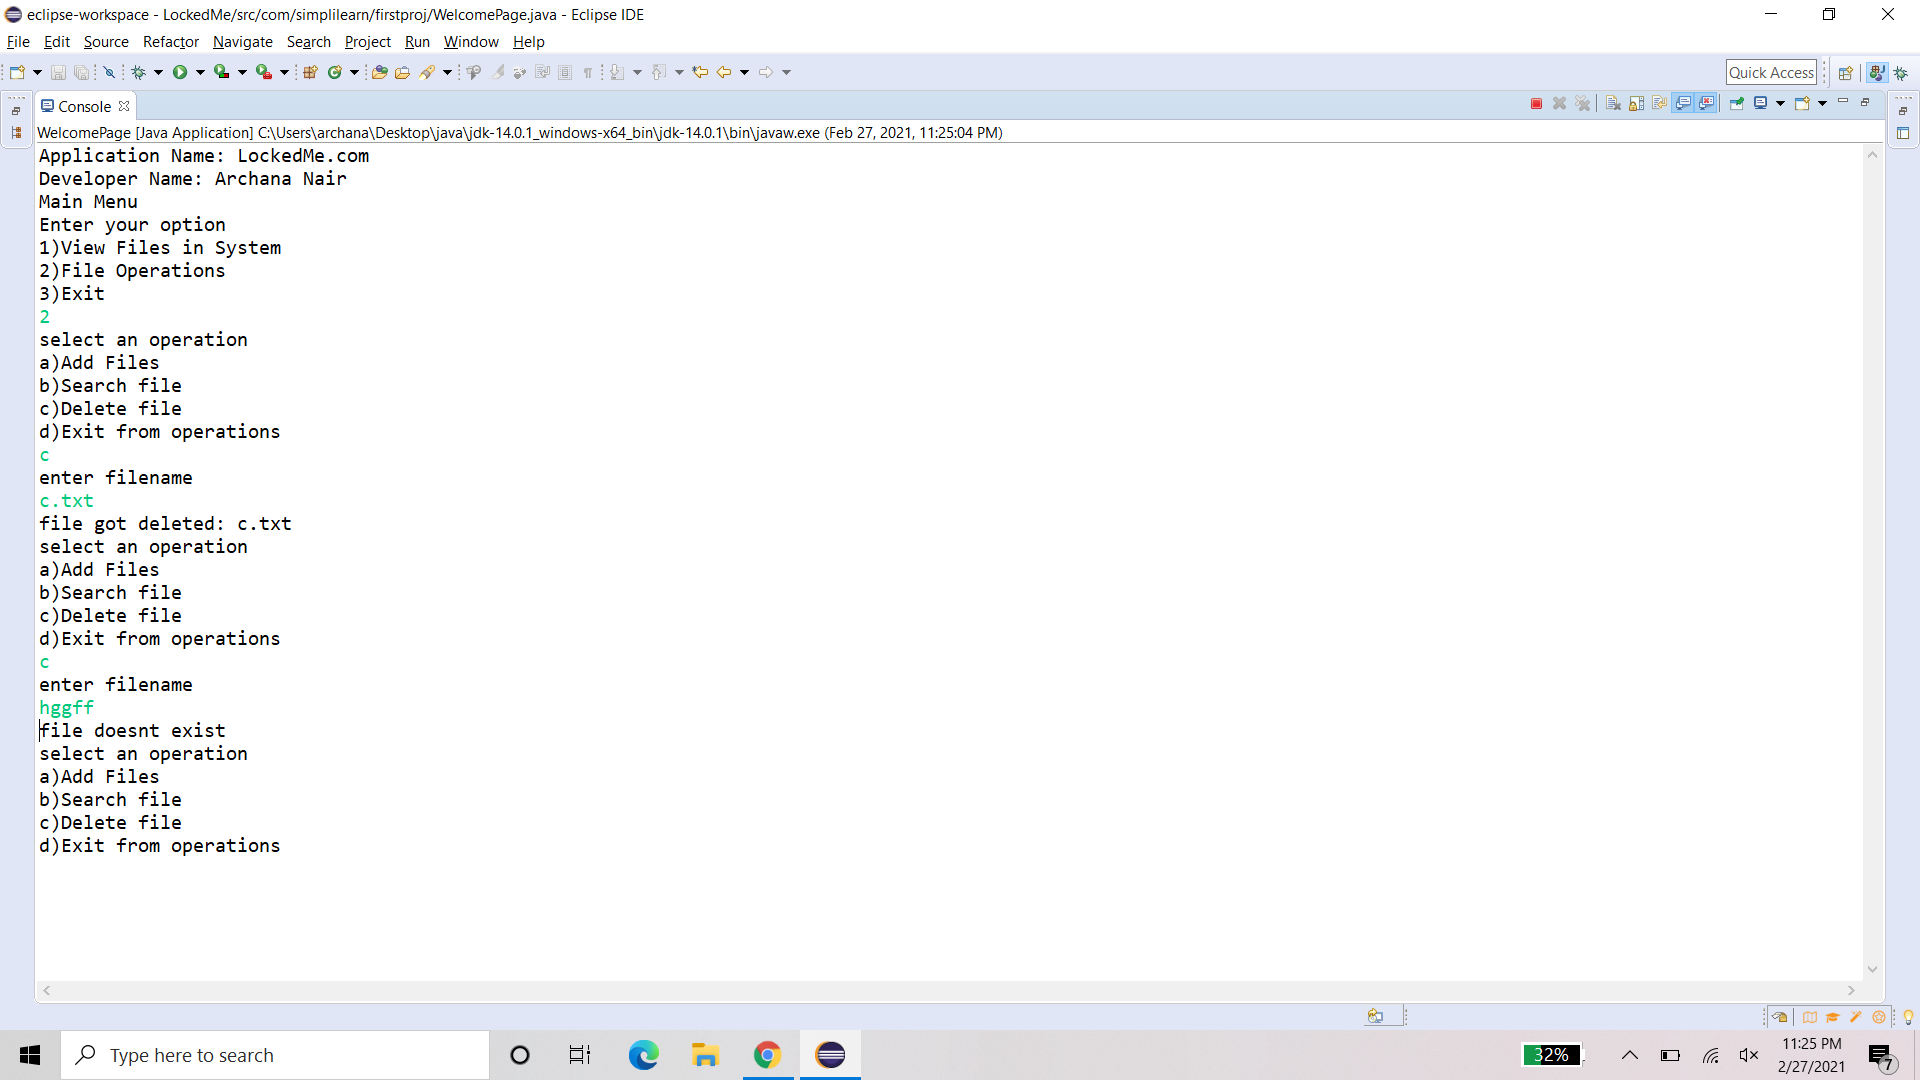 eclipse-workspace - LockedMe/src/com/simplilearn/firstproj/WelcomePage.java - Eclipse IDE
File Edit Source Refactor Navigate Search Project Run Window Help
Quick Access
Console
WelcomePage [Java Application] C:\Users\archana\Desktop\java\jdk-14.0.1_windows-x64_bin\jdk-14.0.1\bin\javaw.exe (Feb 27, 2021, 11:25:04 PM)
Application Name: LockedMe.com
Developer Name: Archana Nair
Main Menu
Enter your option
1)View Files in System
2)File Operations
3)Exit
2
select an operation
a)Add Files
b)Search file
c)Delete file
d)Exit from operations
c
enter filename
c.txt
file got deleted: c.txt
select an operation
a)Add Files
b)Search file
c)Delete file
d)Exit from operations
c
enter filename
hggff
file doesnt exist
select an operation
a)Add Files
b)Search file
c)Delete file
d)Exit from operations
Type here to search
32%
11:25 PM
2/27/2021
7